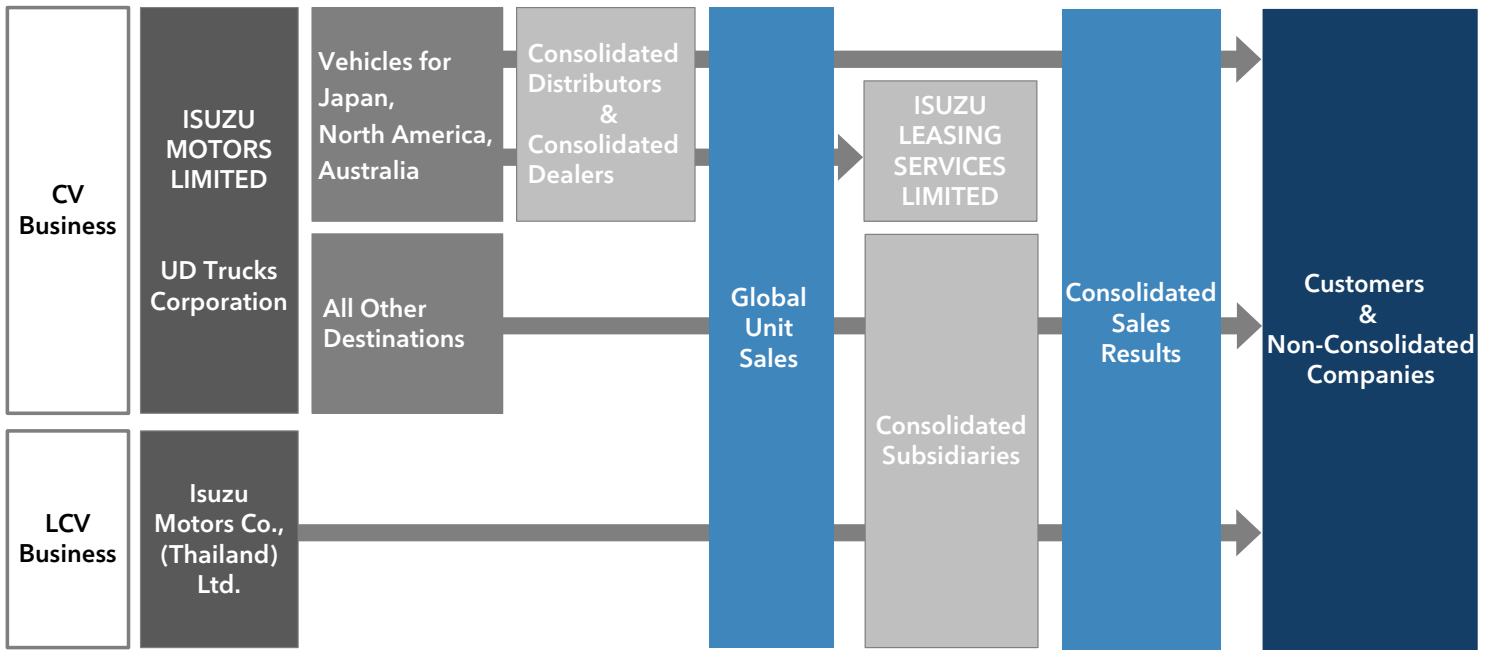 CV
Business
ISUZU
MOTORS
LIMITED
UD Trucks
Corporation
Vehicles for
Japan,
North America,
Australia
Consolidated
Distributors
&
Consolidated
Dealers
All Other
Destinations
Global
Unit
Sales
ISUZU
LEASING
SERVICES
LIMITED
Consolidated
Subsidiaries
Consolidated
Sales
Results
Customers
&
Non-Consolidated
Companies
LCV
Business
Isuzu
Motors Co.,
(Thailand)
Ltd.